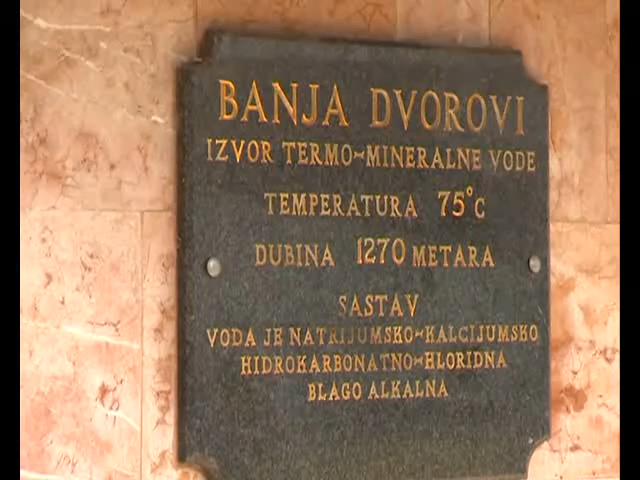 BANJA DVOROVI
IZVOR TERMO-MINERALNE VODE
TEMPERATURA 75°C
DUBINA 1270 METARA
SASTAV
VODA JE NATRIJUMSKO-KALCIJUMSKO
HIDROKARBONATNO-HLORIDNA
BLAGO ALKALNA